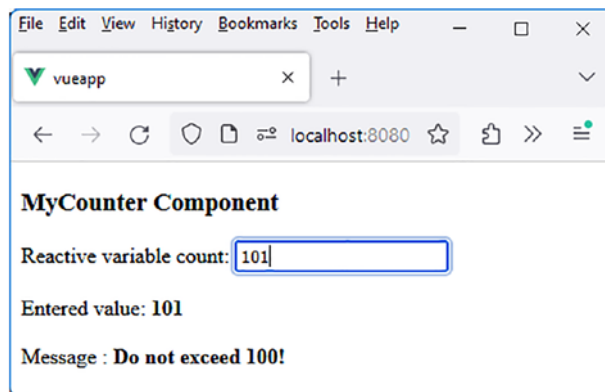 File Edit View History Bookmarks Tools Help
vueapp
localhost:8080
MyCounter Component
Reactive variable count: 101
Entered value: 101
Message : Do not exceed 100!